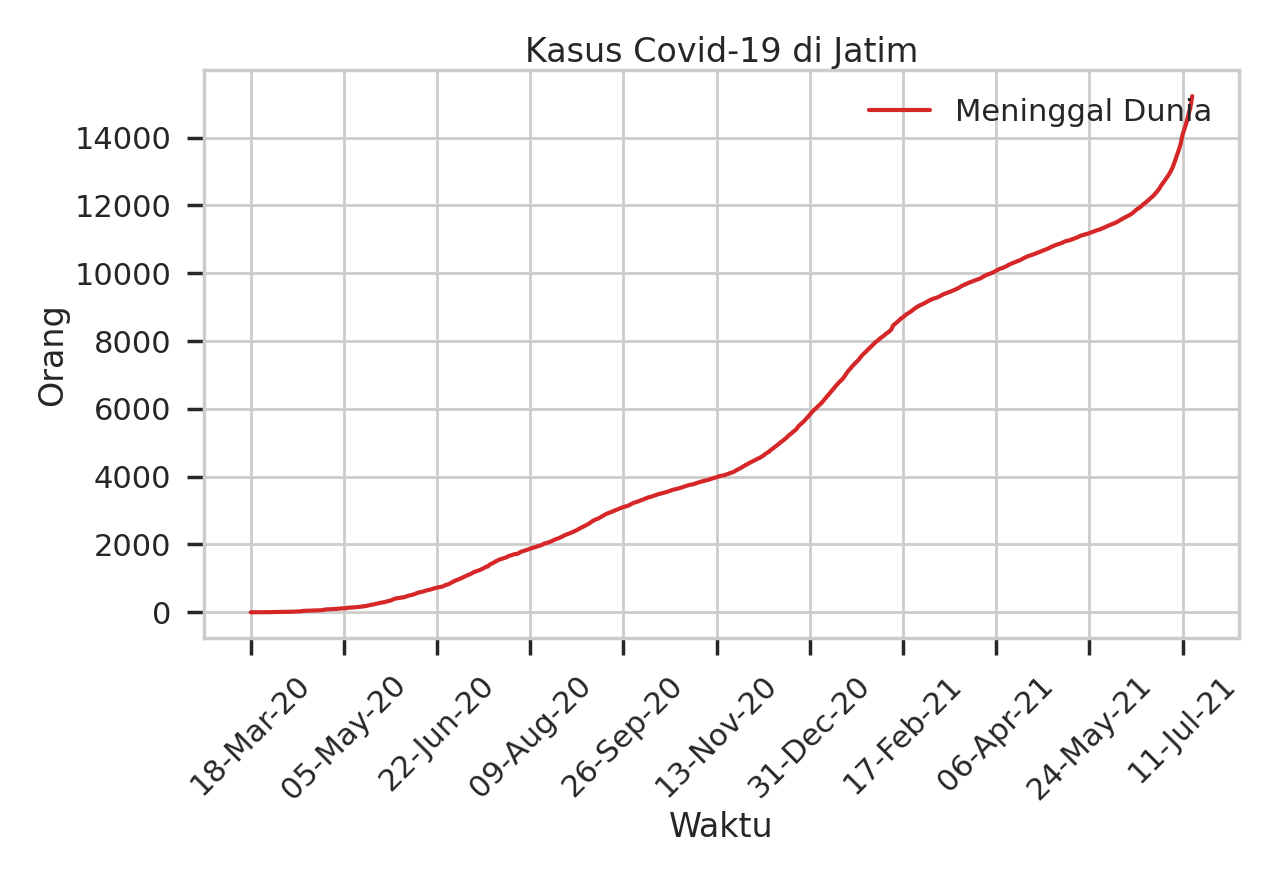 Kasus Covid-19 di Jatim
Meninggal Dunia
14000
12000
10000
8000
6000
4000
2000
0
Orang
18-Mar-20
05-May-20
22-Jun-20
09-Aug-20
26-Sep-20
13-Nov-20
31-Dec-20
17-Feb-21
06-Apr-21
24-May-21
11-Jul-21
Waktu